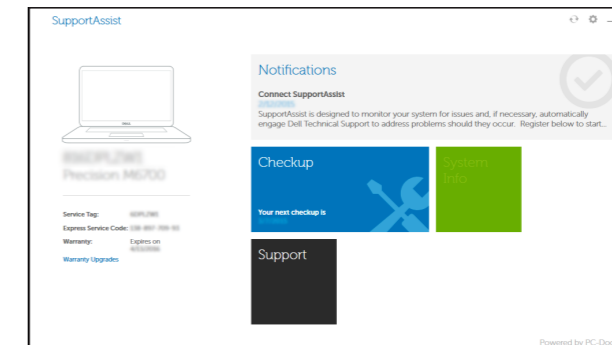 SupportAssist
Notifications
Connect SupportAssist
SupportAssist is designed to monitor your system for issues and, if necessary, automatically
engage Dell Technical Support to address problems should they occur. Register below to start...
Checkup
System
Info
Precision M6700
Your next checkup is
Service Tag:
Express Service Code:
Warranty: Expires on
Warranty Upgrades
Support
Powered by PC-Doc